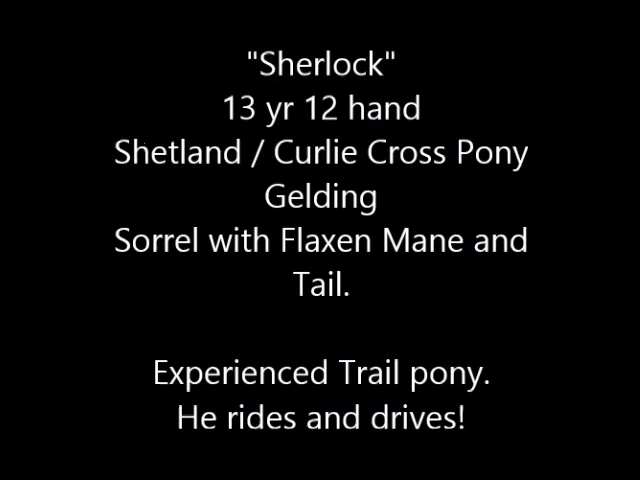 "Sherlock"
13 yr 12 hand
Shetland / Curlie Cross Pony
Gelding
Sorrel with Flaxen Mane and
Tail.
Experienced Trail pony.
He rides and drives!